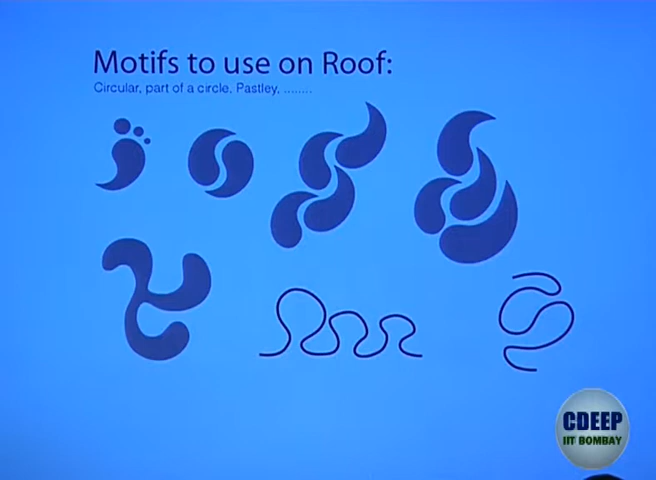 Motifs to use on Roof:
Circular, part of a circle, Pastley, ........
CDEEP
IIT BOMBAY